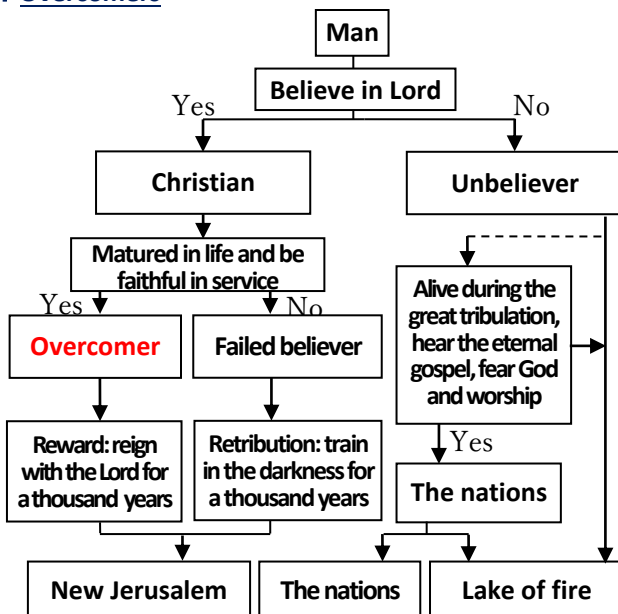 Overcomers
Man
Believe in Lord
Yes
No
Christian
Unbeliever
Matured in life and be
faithful in service
Yes
No
Overcomer
Failed believer
Alive during the
great tribulation,
hear the eternal
gospel, fear God
and worship
Reward: reign
with the Lord for
a thousand years
Retribution: train
in the darkness for
a thousand years
Yes
The nations
New Jerusalem
The nations
Lake of fire